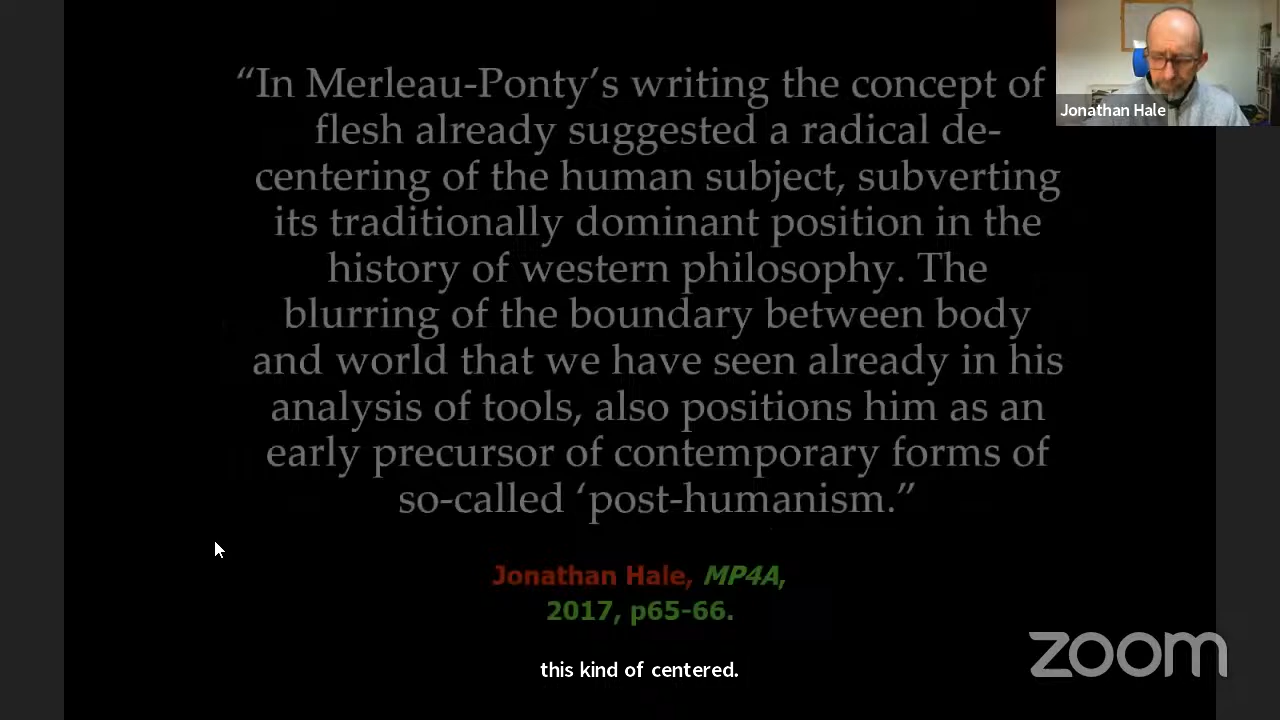 “In Merleau-Ponty’s writing the concept of
flesh already suggested a radical de-
centering of the human subject, subverting
its traditionally dominant position in the
history of western philosophy. The
blurring of the boundary between body
and world that we have seen already in his
analysis of tools, also positions him as an
early precursor of contemporary forms of
so-called ‘post-humanism.”
Jonathan Hale, MP4A,
2017, p65-66.
this kind of centered.
Jonathan Hale
zoom